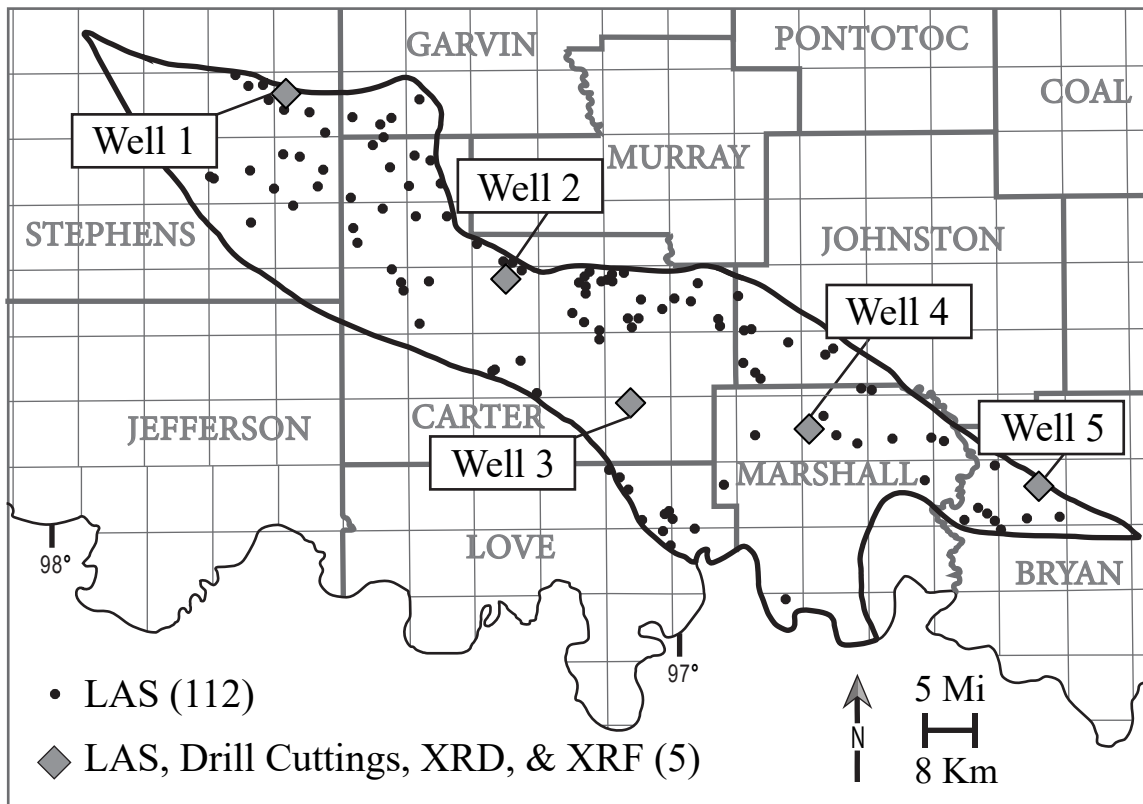 GARVIN
PONTOTOC
COAL
Well 1
MURRAY
Well 2
STEPHENS
JOHNSTON
Well 4
JEFFERSON
CARTER
Well 5
Well 3
MARSHALL
LOVE
98°
BRYAN
97°
LAS (112)
5 Mi
N
8 Km
LAS, Drill Cuttings, XRD, & XRF (5)